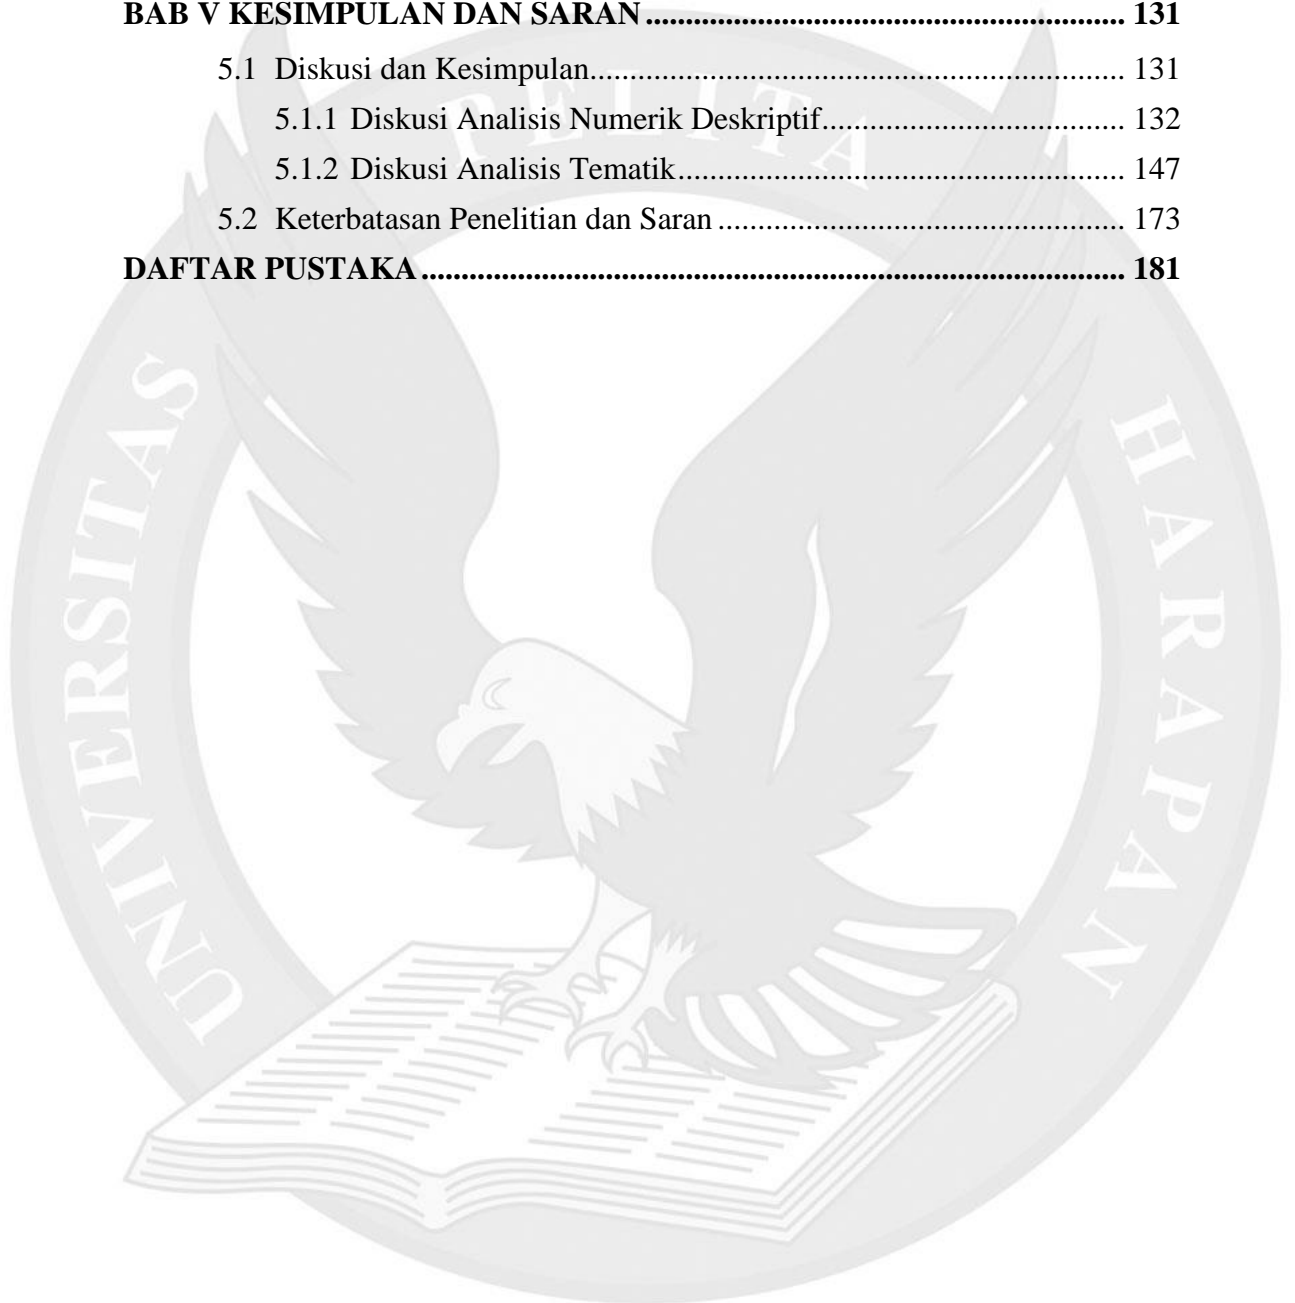 BAB V KESIMPULAN DAN SARAN ............................................................ 131
5.1 Diskusi dan Kesimpulan................................................................... 131
5.1.1 Diskusi Analisis Numerik Deskriptif...................................... 132
5.1.2 Diskusi Analisis Tematik........................................................ 147
5.2 Keterbatasan Penelitian dan Saran ................................................... 173
DAFTAR PUSTAKA........................................................................................ 181
UNIVERSITAS PELITA HARAPAN